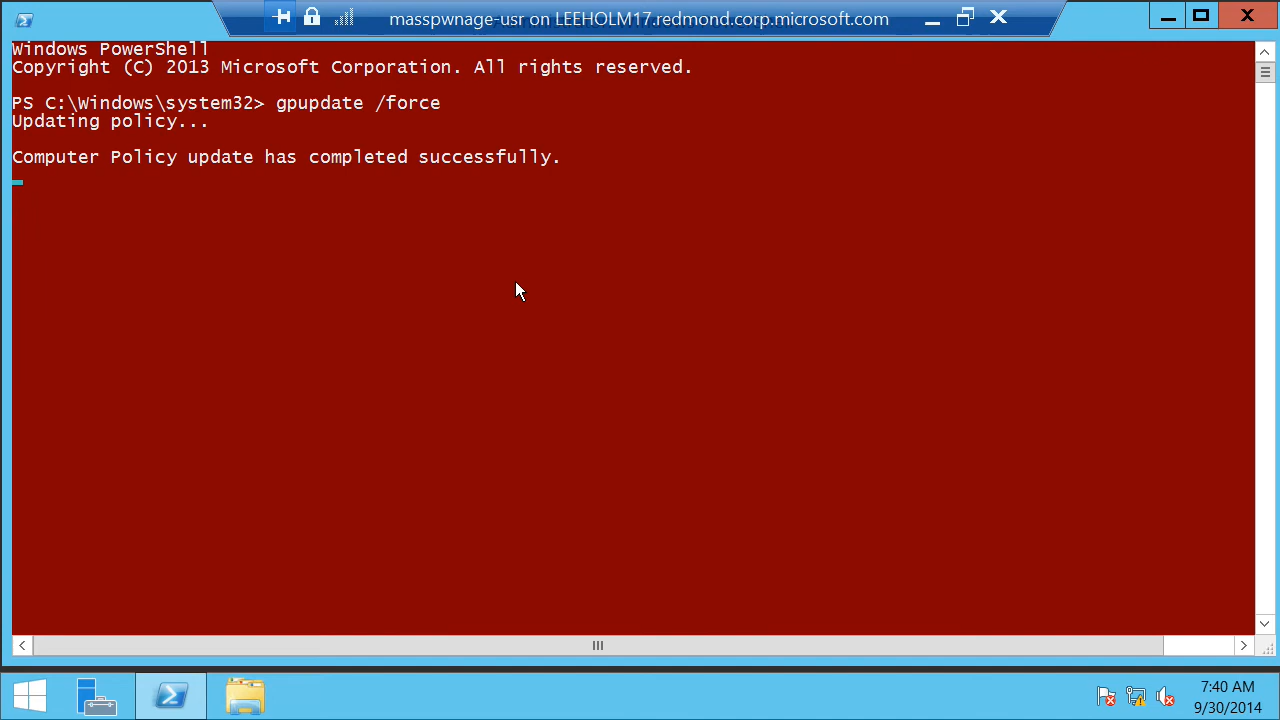 masspwnage-usr on LEEHOLM17.redmond.corp.microsoft.com
Windows PowerShell
Copyright (C) 2013 Microsoft Corporation. All rights reserved.
PS C:\Windows\system32> gpupdate /force
Updating policy...
Computer Policy update has completed successfully.
7:40 AM
9/30/2014